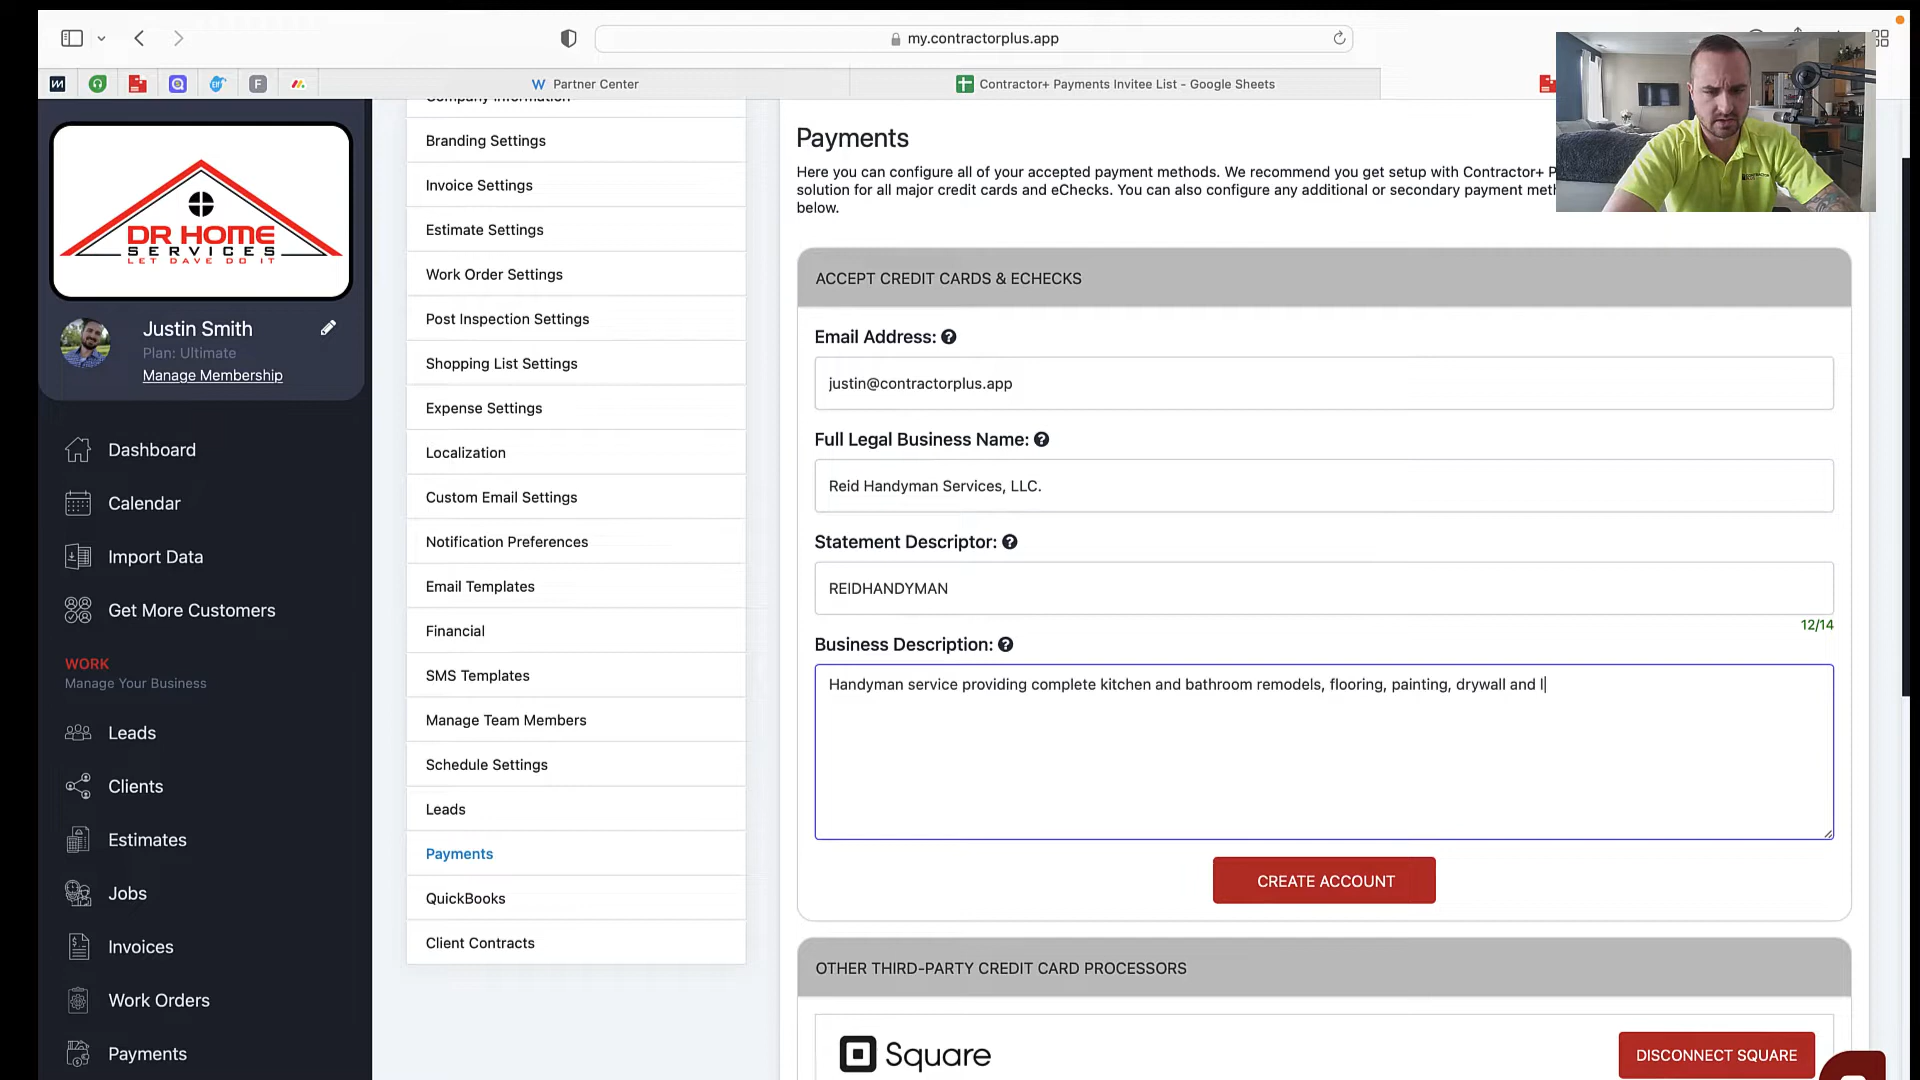 my.contractorplus.app
Partner Center
Contractor+ Payments Invitee List - Google Sheets
DR HOME
SERVICES
LET DAVE DO IT
Justin Smith
Plan: Ultimate
Manage Membership
Dashboard
Calendar
Import Data
Get More Customers
WORK
Manage Your Business
Leads
Clients
Estimates
Jobs
Invoices
Work Orders
Payments
Company Information
Branding Settings
Invoice Settings
Estimate Settings
Work Order Settings
Post Inspection Settings
Shopping List Settings
Expense Settings
Localization
Custom Email Settings
Notification Preferences
Email Templates
Financial
SMS Templates
Manage Team Members
Schedule Settings
Leads
Payments
QuickBooks
Client Contracts
Payments
Here you can configure all of your accepted payment methods. We recommend you get setup with Contractor+ P
solution for all major credit cards and eChecks. You can also configure any additional or secondary payment met
below.
ACCEPT CREDIT CARDS & ECHECKS
Email Address:
justin@contractorplus.app
Full Legal Business Name:
Reid Handyman Services, LLC.
Statement Descriptor:
REIDHANDYMAN
12/14
Business Description:
Handyman service providing complete kitchen and bathroom remodels, flooring, painting, drywall and l
CREATE ACCOUNT
OTHER THIRD-PARTY CREDIT CARD PROCESSORS
Square
DISCONNECT SQUARE